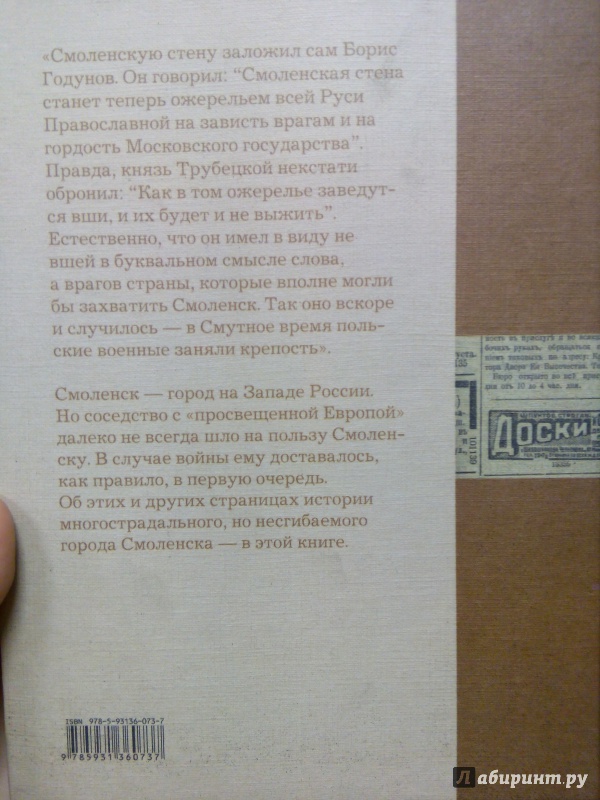 «Смоленскую стену заложил сам Борис
Годунов. Он говорил: “Смоленская стена
станет теперь ожерельем всей Руси
Православной на зависть врагам и на
гордость Московского государства”.
Правда, князь Трубецкой некстати
обронил: “Как в том ожерелье заведут-
ся вши, и их будет и не выжить”.
Естественно, что он имел в виду не
вшей в буквальном смысле слова,
а врагов страны, которые вполне могли
бы захватить Смоленск. Так оно вскоре
и случилось — в Смутное время поль-
ские военные заняли крепость».
Смоленск — город на Западе России.
Но соседство с «просвещенной Европой»
далеко не всегда шло на пользу Смолен-
ску. В случае войны ему доставалось,
как правило, в первую очередь.
Об этих и других страницах истории
многострадального, но несгибаемого
города Смоленска — в этой книге.
ISBN 978-5-93136-073-7
9 785931 360737
ДОСКИ
101139
Лабиринт.ру